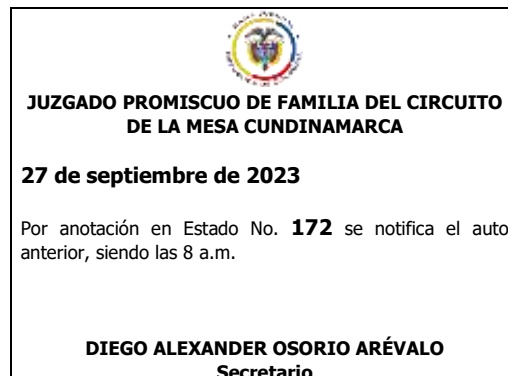 JUZGADO PROMISCUO DE FAMILIA DEL CIRCUITO
DE LA MESA CUNDINAMARCA
27 de septiembre de 2023
Por anotación en Estado No. 172 se notifica el auto
anterior, siendo las 8 a.m.
DIEGO ALEXANDER OSORIO ARÉVALO
Secretario